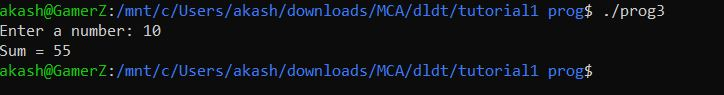 akash@GamerZ:/mnt/c/Users/akash/downloads/MCA/dldt/tutorial1 prog$ ./prog3
Enter a number: 10
Sum = 55
akash@GamerZ:/mnt/c/Users/akash/downloads/MCA/dldt/tutorial1 prog$